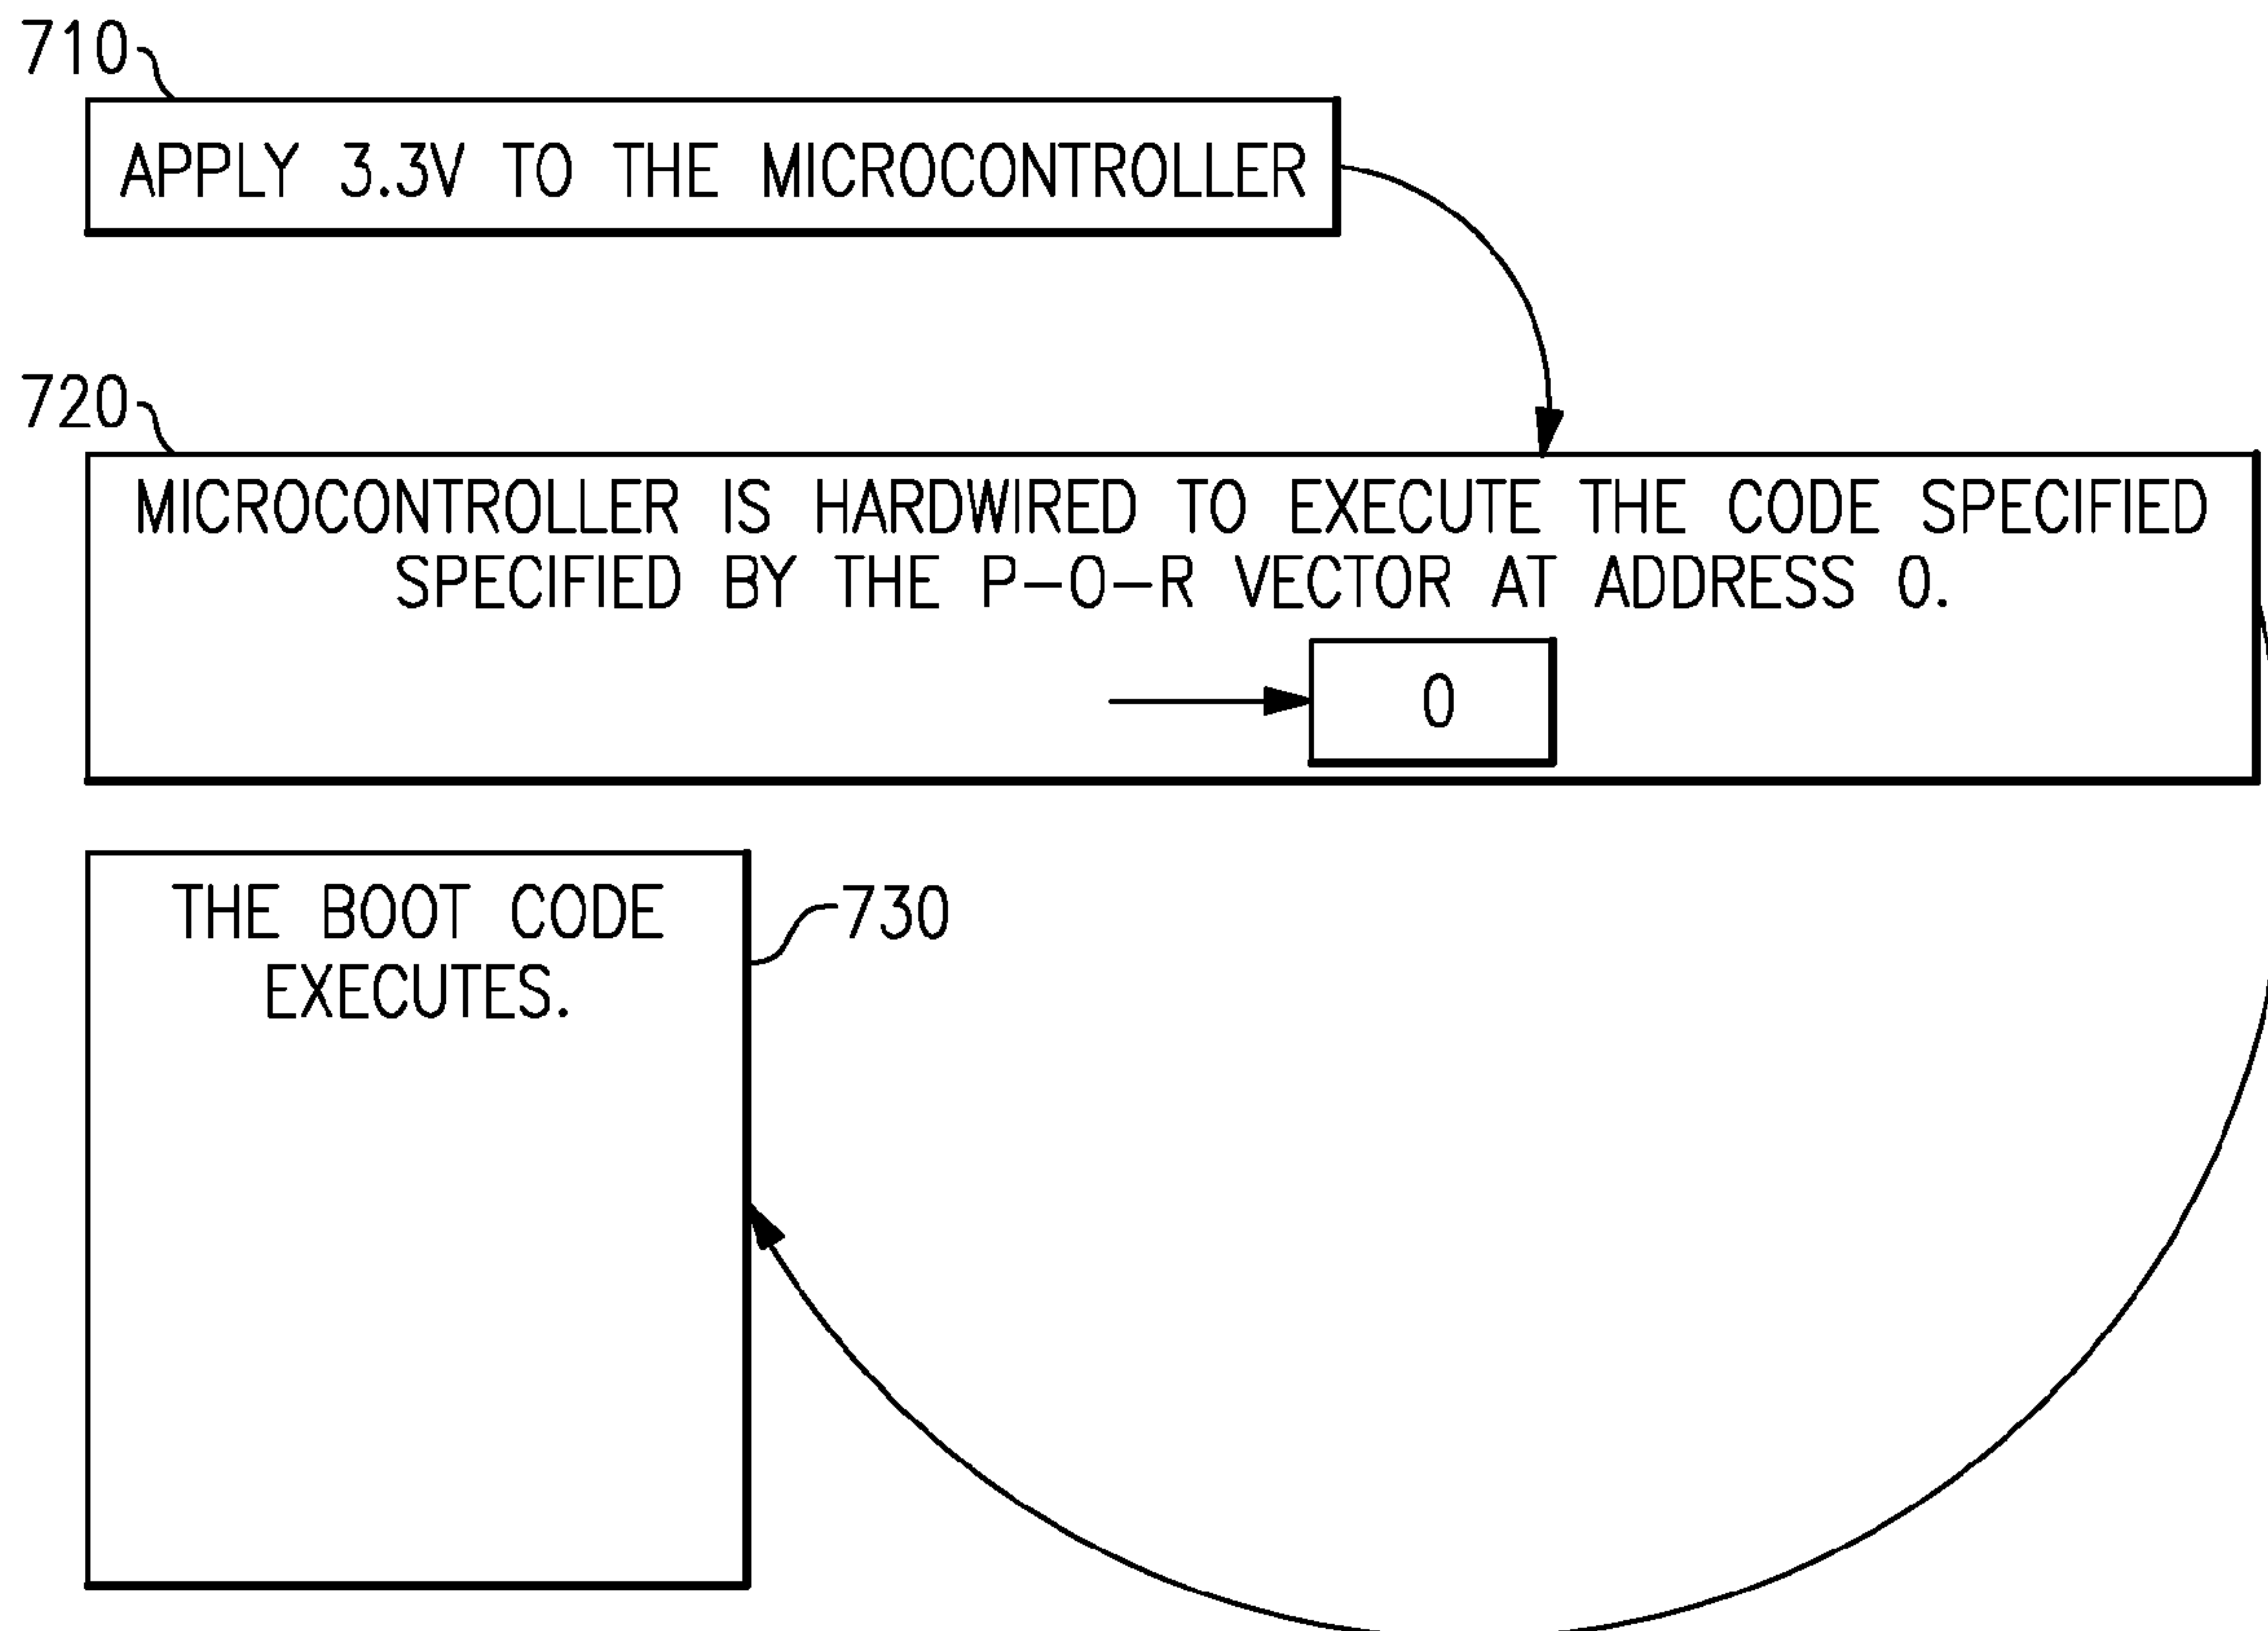 710
APPLY 3.3V TO THE MICROCONTROLLER
720
MICROCONTROLLER IS HARDWIRED TO EXECUTE THE CODE SPECIFIED
SPECIFIED BY THE P-O-R VECTOR AT ADDRESS 0.
0
THE BOOT CODE
EXECUTES.
730